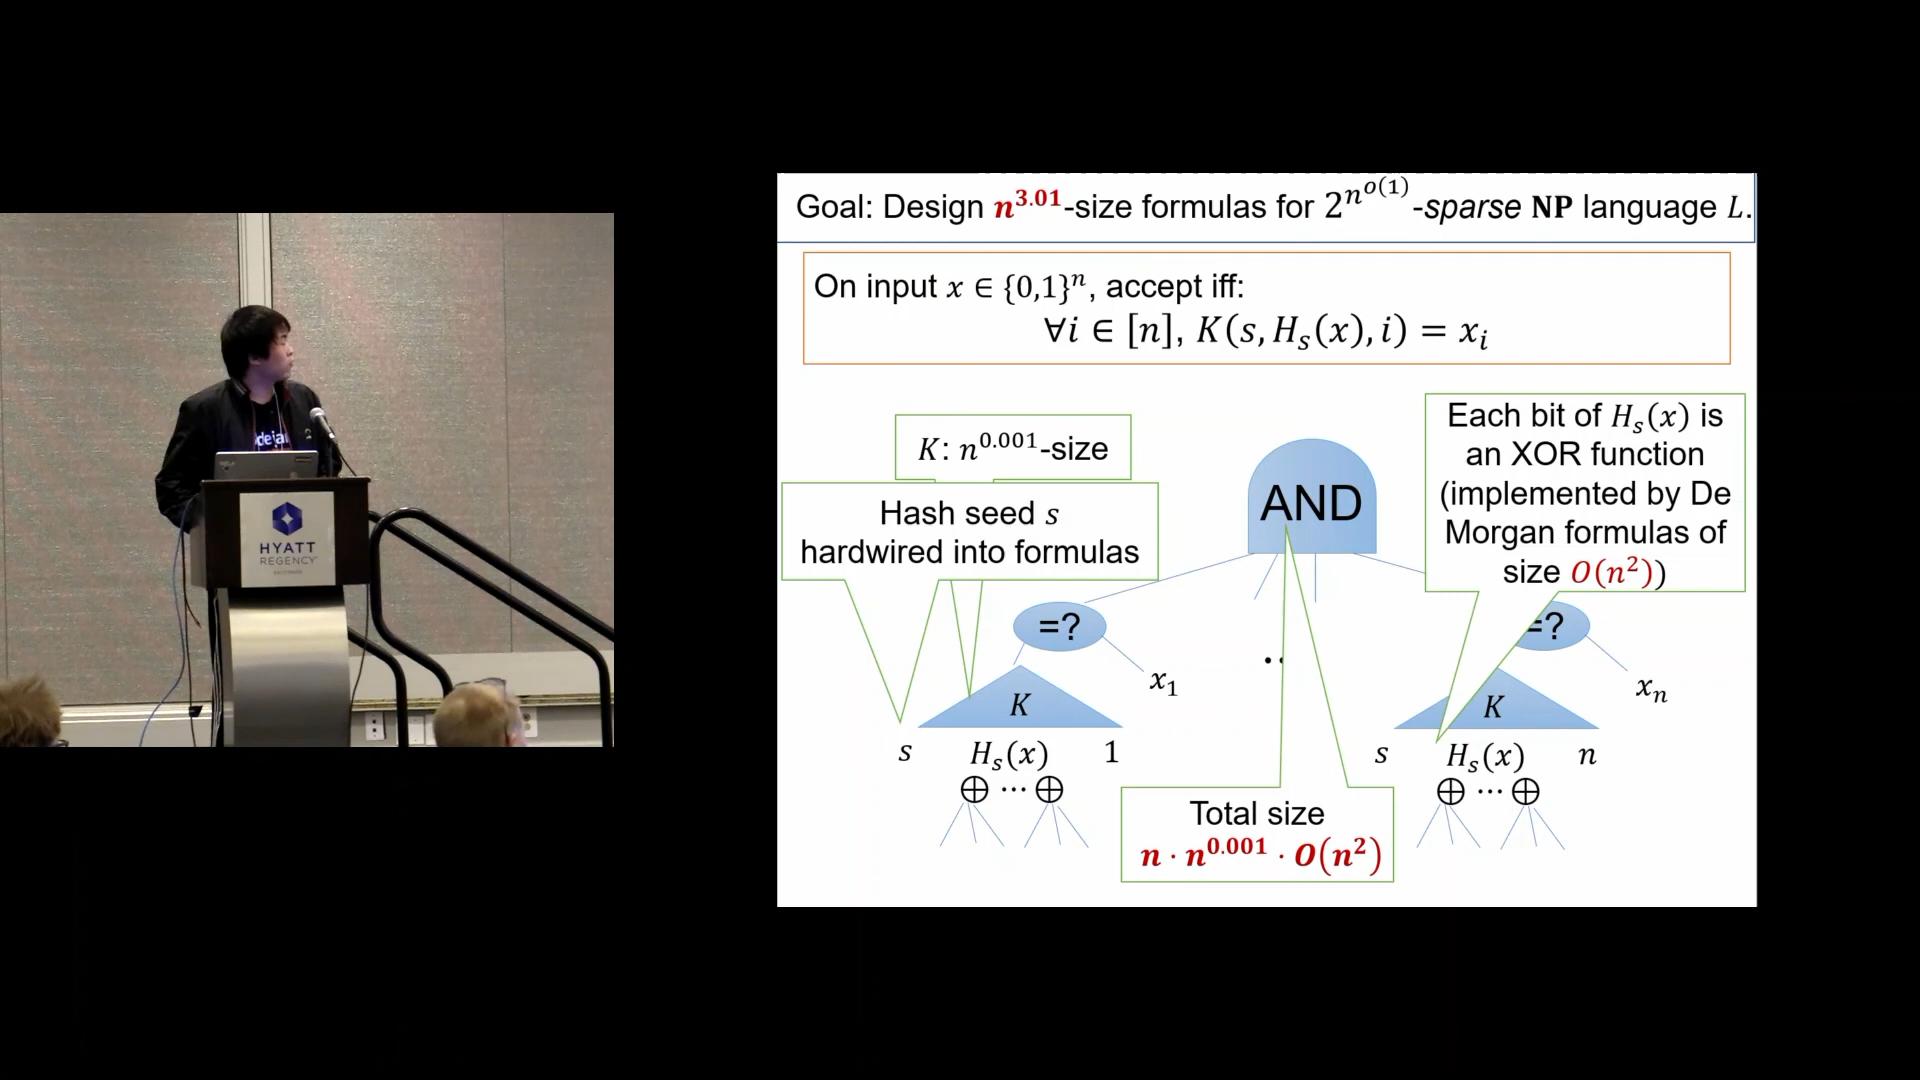 Goal: Design n^{3.01}-size formulas for 2^{n^{o(1)}}-sparse NP language L.
On input x ∈ {0,1}^n, accept iff:
∀i ∈ [n], K(s, H_s(x), i) = x_i
K: n^{0.001}-size
Hash seed s
hardwired into formulas
AND
Each bit of H_s(x) is
an XOR function
(implemented by De
Morgan formulas of
size O(n^2))
=?
x_1
K
s H_s(x) 1
⊕ ⋯ ⊕
=?
x_n
K
s H_s(x) n
⊕ ⋯ ⊕
Total size
n · n^{0.001} · O(n^2)
HYATT
REGENCY